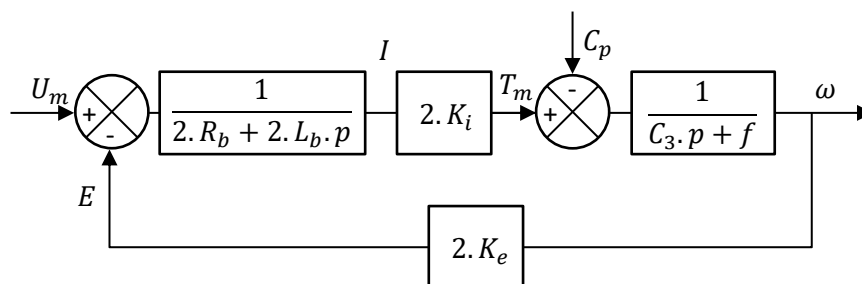 C_p
I
U_m
T_m
ω
+
-
1
2.R_b + 2.L_b.p
2.K_i
-
+
1
C_3.p + f
E
2.K_e